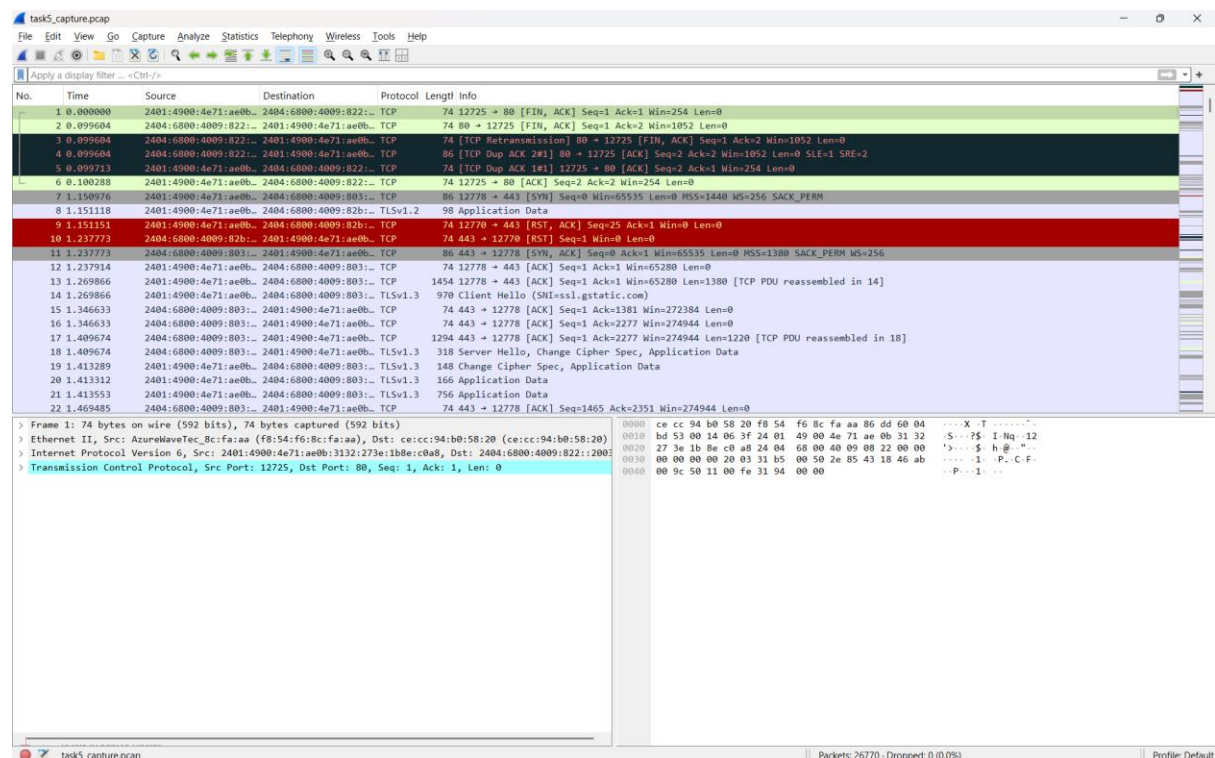 task5_capture.pcap
File Edit View Go Capture Analyze Statistics Telephony Wireless Tools Help
Apply a display filter ... <Ctrl-/>
No. Time Source Destination Protocol Length Info
1 0.000000 2401:4900:4e71:ae0b… 2404:6800:4009:822:… TCP 74 12725 → 80 [FIN, ACK] Seq=1 Ack=1 Win=254 Len=0
2 0.099604 2404:6800:4009:822:… 2401:4900:4e71:ae0b… TCP 74 80 → 12725 [FIN, ACK] Seq=1 Ack=2 Win=1052 Len=0
3 0.099604 2404:6800:4009:822:… 2401:4900:4e71:ae0b… TCP 74 [TCP Retransmission] 80 → 12725 [FIN, ACK] Seq=1 Ack=2 Win=1052 Len=0
4 0.099604 2404:6800:4009:822:… 2401:4900:4e71:ae0b… TCP 86 [TCP Dup ACK 2#1] 80 → 12725 [ACK] Seq=2 Ack=2 Win=1052 Len=0 SLE=1 SRE=2
5 0.099713 2401:4900:4e71:ae0b… 2404:6800:4009:822:… TCP 74 [TCP Dup ACK 1#1] 12725 → 80 [ACK] Seq=2 Ack=1 Win=254 Len=0
6 0.100288 2401:4900:4e71:ae0b… 2404:6800:4009:822:… TCP 74 12725 → 80 [ACK] Seq=2 Ack=2 Win=254 Len=0
7 1.150976 2401:4900:4e71:ae0b… 2404:6800:4009:803:… TCP 86 12778 → 443 [SYN] Seq=0 Win=65535 Len=0 MSS=1440 WS=256 SACK_PERM
8 1.151118 2401:4900:4e71:ae0b… 2404:6800:4009:82b:… TLSv1.2 98 Application Data
9 1.151151 2401:4900:4e71:ae0b… 2404:6800:4009:82b:… TCP 74 12770 → 443 [RST, ACK] Seq=25 Ack=1 Win=0 Len=0
10 1.237773 2404:6800:4009:82b:… 2401:4900:4e71:ae0b… TCP 74 443 → 12770 [RST] Seq=1 Win=0 Len=0
11 1.237773 2404:6800:4009:803:… 2401:4900:4e71:ae0b… TCP 86 443 → 12778 [SYN, ACK] Seq=0 Ack=1 Win=65535 Len=0 MSS=1380 SACK_PERM WS=256
12 1.237914 2401:4900:4e71:ae0b… 2404:6800:4009:803:… TCP 74 12778 → 443 [ACK] Seq=1 Ack=1 Win=65280 Len=0
13 1.269866 2401:4900:4e71:ae0b… 2404:6800:4009:803:… TCP 1454 12778 → 443 [ACK] Seq=1 Ack=1 Win=65280 Len=1380 [TCP PDU reassembled in 14]
14 1.269866 2401:4900:4e71:ae0b… 2404:6800:4009:803:… TLSv1.3 970 Client Hello (SNI=ssl.gstatic.com)
15 1.346633 2404:6800:4009:803:… 2401:4900:4e71:ae0b… TCP 74 443 → 12778 [ACK] Seq=1 Ack=1381 Win=272384 Len=0
16 1.346633 2404:6800:4009:803:… 2401:4900:4e71:ae0b… TCP 74 443 → 12778 [ACK] Seq=1 Ack=2277 Win=274944 Len=0
17 1.409674 2404:6800:4009:803:… 2401:4900:4e71:ae0b… TCP 1294 443 → 12778 [ACK] Seq=1 Ack=2277 Win=274944 Len=1220 [TCP PDU reassembled in 18]
18 1.409674 2404:6800:4009:803:… 2401:4900:4e71:ae0b… TLSv1.3 318 Server Hello, Change Cipher Spec, Application Data
19 1.413289 2401:4900:4e71:ae0b… 2404:6800:4009:803:… TLSv1.3 148 Change Cipher Spec, Application Data
20 1.413312 2401:4900:4e71:ae0b… 2404:6800:4009:803:… TLSv1.3 166 Application Data
21 1.413553 2401:4900:4e71:ae0b… 2404:6800:4009:803:… TLSv1.3 756 Application Data
22 1.469485 2404:6800:4009:803:… 2401:4900:4e71:ae0b… TCP 74 443 → 12778 [ACK] Seq=1465 Ack=2351 Win=274944 Len=0
> Frame 1: 74 bytes on wire (592 bits), 74 bytes captured (592 bits)
> Ethernet II, Src: AzureWaveTec_8c:fa:aa (f8:54:f6:8c:fa:aa), Dst: ce:cc:94:b0:58:20 (ce:cc:94:b0:58:20)
> Internet Protocol Version 6, Src: 2401:4900:4e71:ae0b:3132:273e:1b8e:c0a8, Dst: 2404:6800:4009:822::2003
> Transmission Control Protocol, Src Port: 12725, Dst Port: 80, Seq: 1, Ack: 1, Len: 0
0000 ce cc 94 b0 58 20 f8 54 f6 8c fa aa 86 dd 60 04 ····X ·T ······`·
0010 bd 53 00 14 06 3f 24 01 49 00 4e 71 ae 0b 31 32 ·S···?$· I·Nq··12
0020 27 3e 1b 8e c0 a8 24 04 68 00 40 09 08 22 00 00 '>····$· h·@··"··
0030 00 00 00 00 20 03 31 b5 00 50 2e 85 43 18 46 ab ···· ·1· ·P.·C·F·
0040 00 9c 50 11 00 fe 31 94 00 00 ··P···1· ··
task5_capture.pcap
Packets: 26770 · Dropped: 0 (0.0%)
Profile: Default